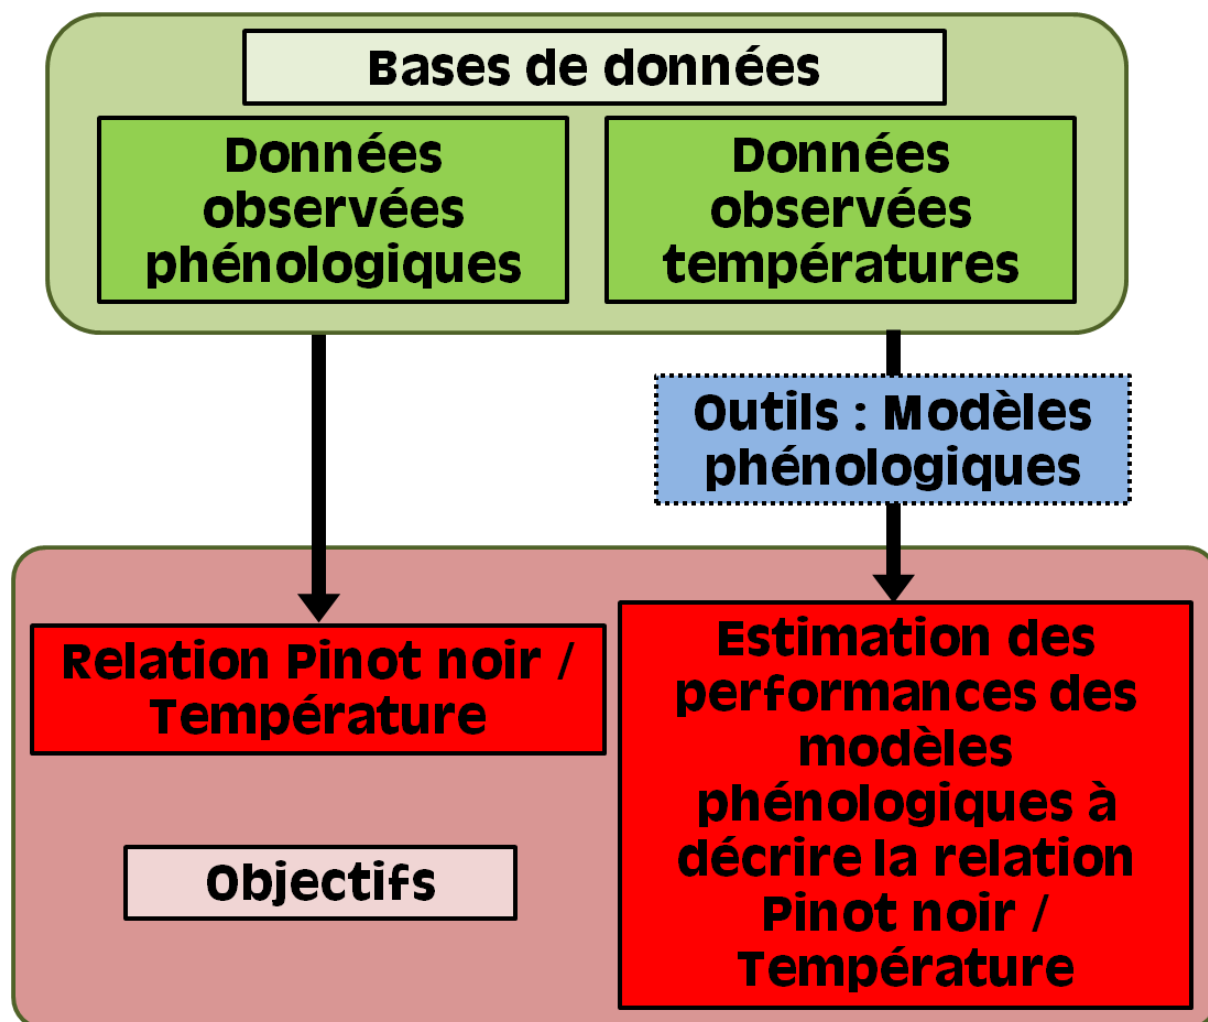 Bases de données
Données
observées
phénologiques
Données
observées
températures
Outils : Modèles
phénologiques
Relation Pinot noir /
Température
Estimation des
performances des
modèles
phénologiques à
décrire la relation
Pinot noir /
Température
Objectifs